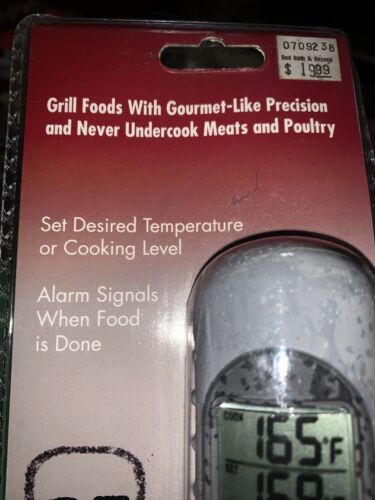 0709238
Bed Bath & Beyond
$ 19.99
Grill Foods With Gourmet-Like Precision
and Never Undercook Meats and Poultry
Set Desired Temperature
or Cooking Level
Alarm Signals
When Food
is Done
COOK
165°F
SET